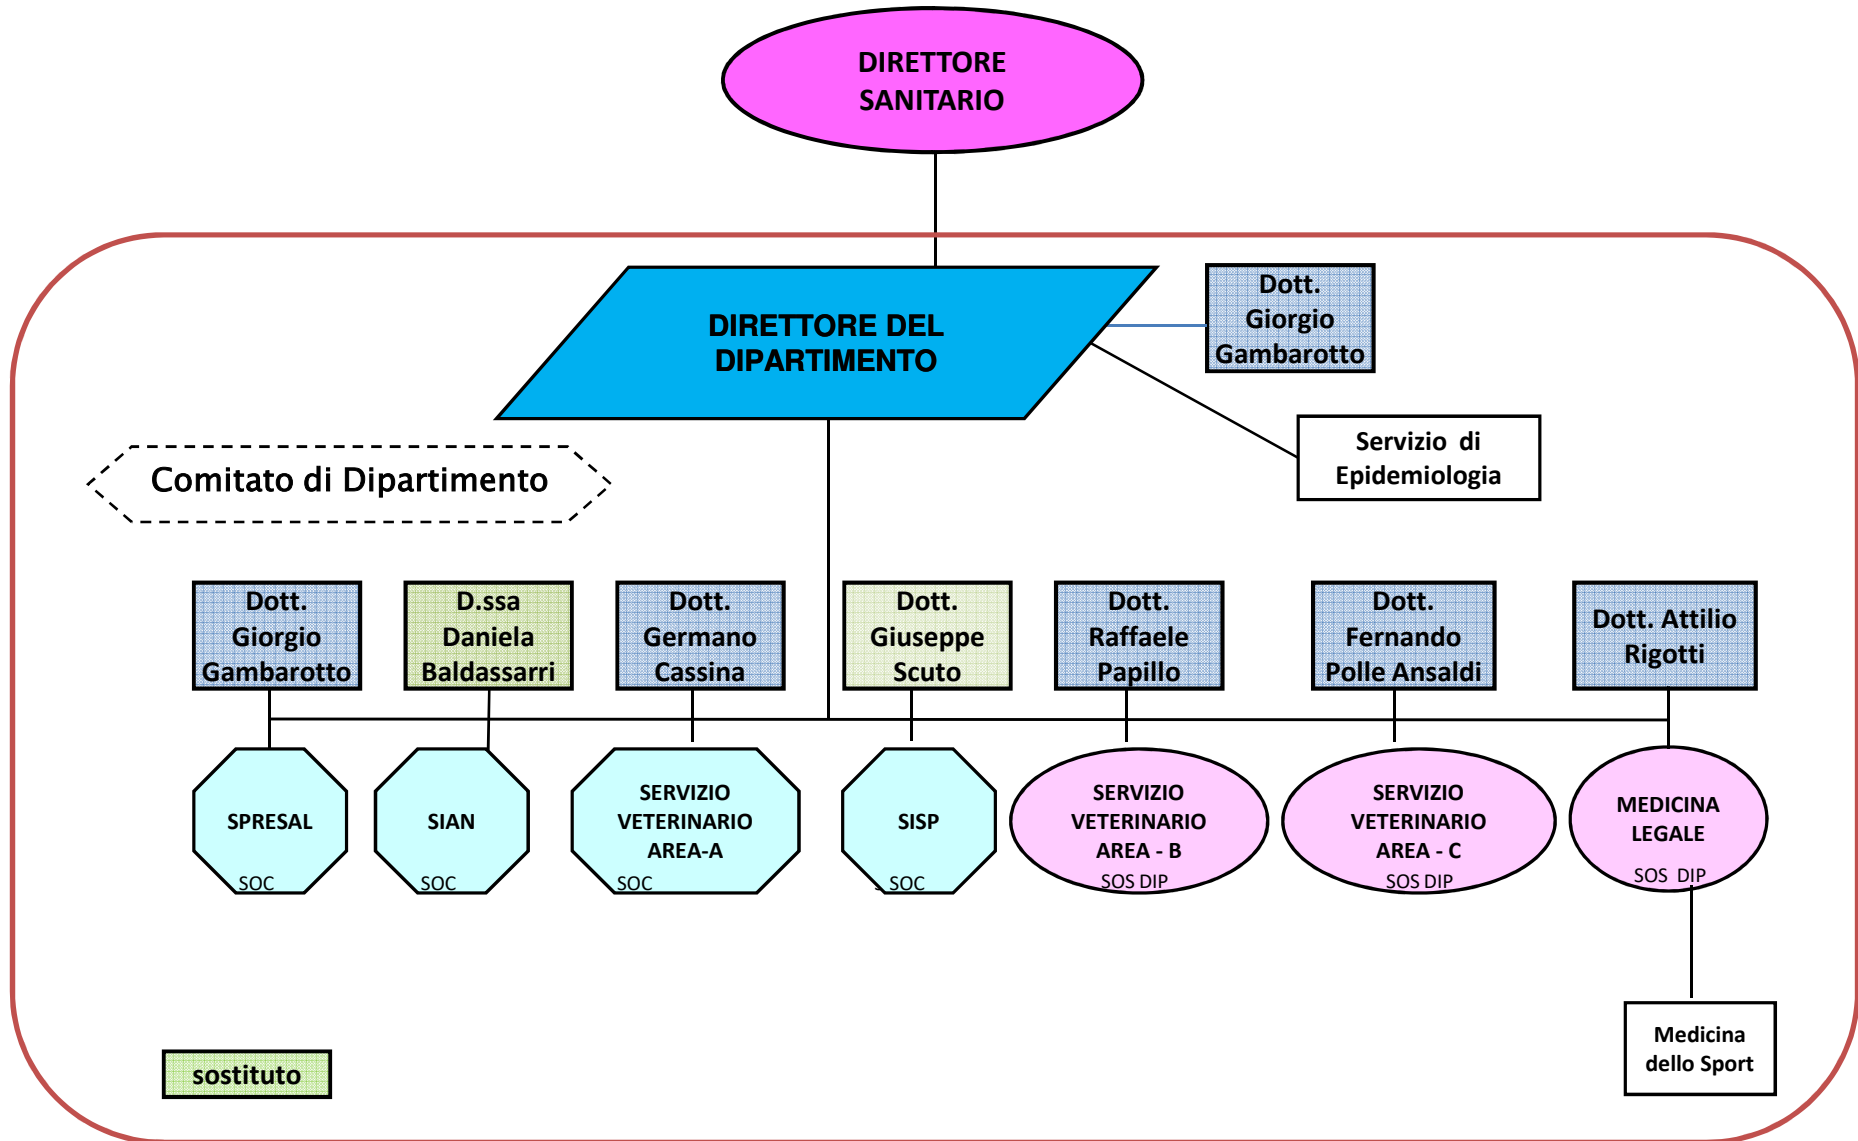 DIRETTORE
SANITARIO
DIRETTORE DEL
DIPARTIMENTO
Dott.
Giorgio
Gambarotto
Servizio di
Epidemiologia
Comitato di Dipartimento
Dott.
Giorgio
Gambarotto
D.ssa
Daniela
Baldassarri
Dott.
Germano
Cassina
Dott.
Giuseppe
Scuto
Dott.
Raffaele
Papillo
Dott.
Fernando
Polle Ansaldi
Dott. Attilio
Rigotti
SPRESAL
SOC
SIAN
SOC
SERVIZIO
VETERINARIO
AREA-A
SOC
SISP
SOC
SERVIZIO
VETERINARIO
AREA - B
SOS DIP
SERVIZIO
VETERINARIO
AREA - C
SOS DIP
MEDICINA
LEGALE
SOS DIP
Medicina
dello Sport
sostituto